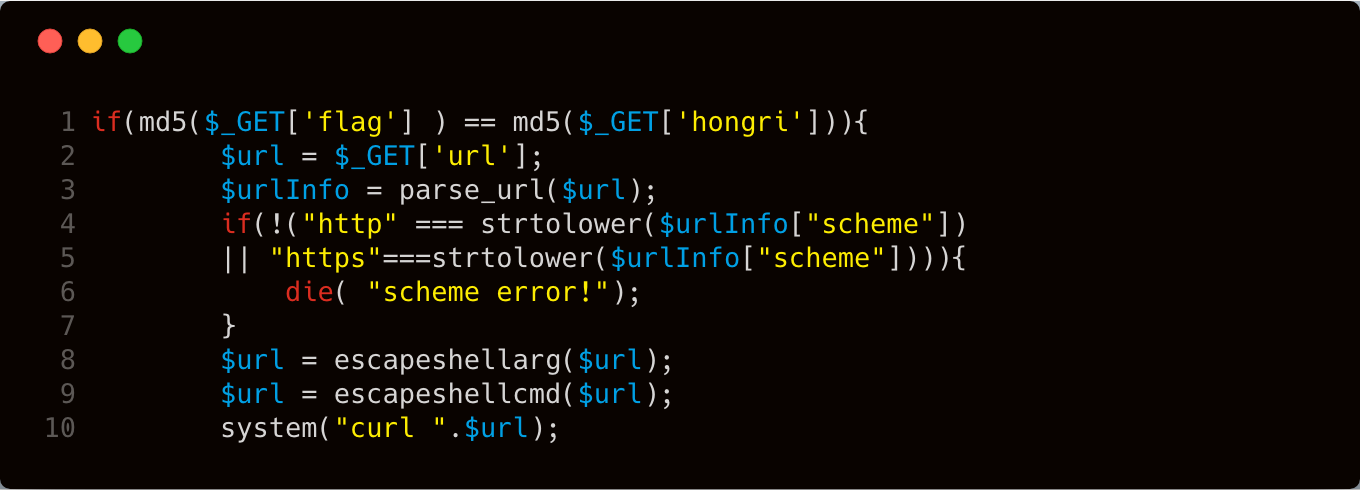 1 if(md5($_GET['flag'] ) == md5($_GET['hongri'])){
2         $url = $_GET['url'];
3         $urlInfo = parse_url($url);
4         if(!("http" === strtolower($urlInfo["scheme"])
5         || "https"===strtolower($urlInfo["scheme"]))){
6             die( "scheme error!");
7         }
8         $url = escapeshellarg($url);
9         $url = escapeshellcmd($url);
10         system("curl ".$url);